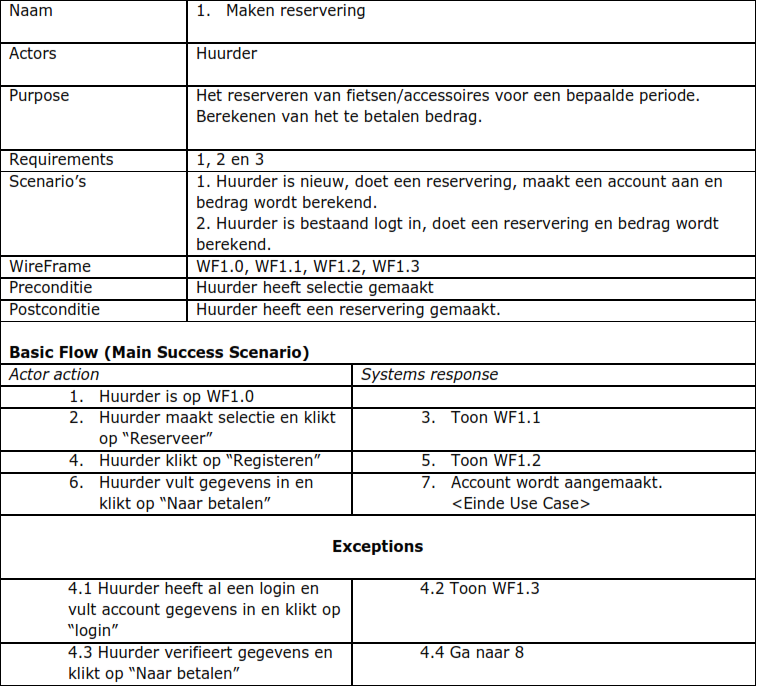 Naam
1. Maken reservering
Actors
Huurder
Purpose
Het reserveren van fietsen/accessoires voor een bepaalde periode.
Berekenen van het te betalen bedrag.
Requirements
1, 2 en 3
Scenario’s
1. Huurder is nieuw, doet een reservering, maakt een account aan en
bedrag wordt berekend.
2. Huurder is bestaand logt in, doet een reservering en bedrag wordt
berekend.
WireFrame
WF1.0, WF1.1, WF1.2, WF1.3
Preconditie
Huurder heeft selectie gemaakt
Postconditie
Huurder heeft een reservering gemaakt.
Basic Flow (Main Success Scenario)
Actor action
Systems response
1. Huurder is op WF1.0
2. Huurder maakt selectie en klikt
op “Reserveer”
3. Toon WF1.1
4. Huurder klikt op “Registeren”
5. Toon WF1.2
6. Huurder vult gegevens in en
klikt op “Naar betalen”
7. Account wordt aangemaakt.
<Einde Use Case>
Exceptions
4.1 Huurder heeft al een login en
vult account gegevens in en klikt op
“login”
4.2 Toon WF1.3
4.3 Huurder verifieert gegevens en
klikt op “Naar betalen”
4.4 Ga naar 8